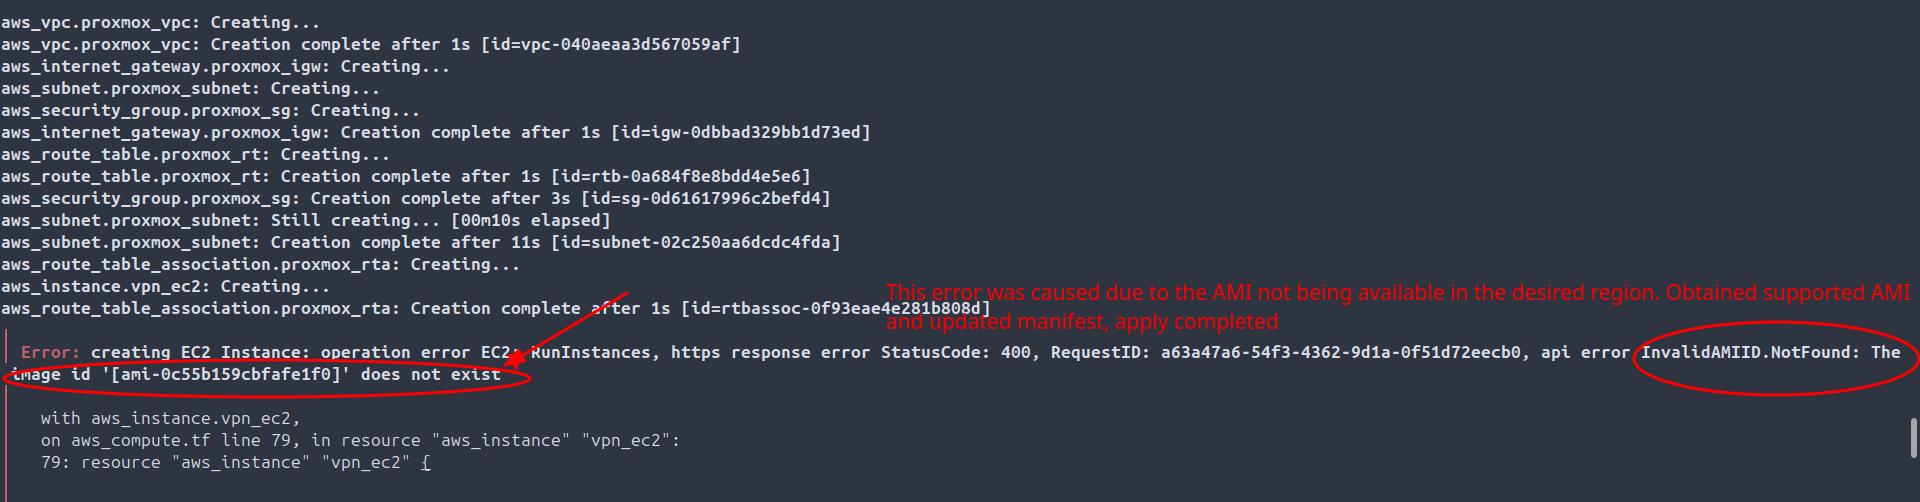 aws_vpc.proxmox_vpc: Creating...
aws_vpc.proxmox_vpc: Creation complete after 1s [id=vpc-040aeaa3d567059af]
aws_internet_gateway.proxmox_igw: Creating...
aws_subnet.proxmox_subnet: Creating...
aws_security_group.proxmox_sg: Creating...
aws_internet_gateway.proxmox_igw: Creation complete after 1s [id=igw-0dbbad329bb1d73ed]
aws_route_table.proxmox_rt: Creating...
aws_route_table.proxmox_rt: Creation complete after 1s [id=rtb-0a684f8e8bdd4e5e6]
aws_security_group.proxmox_sg: Creation complete after 3s [id=sg-0d61617996c2befd4]
aws_subnet.proxmox_subnet: Still creating... [00m10s elapsed]
aws_subnet.proxmox_subnet: Creation complete after 11s [id=subnet-02c250aa6dcdc4fda]
aws_route_table_association.proxmox_rta: Creating...
aws_instance.vpn_ec2: Creating...
This error was caused due to the AMI not being available in the desired region. Obtained supported AMI
aws_route_table_association.proxmox_rta: Creation complete after 1s [id=rtbassoc-0f93eae4e281b808d]
and updated manifest, apply completed
Error: creating EC2 Instance: operation error EC2: RunInstances, https response error StatusCode: 400, RequestID: a63a47a6-54f3-4362-9d1a-0f51d72eecb0, api error InvalidAMIID.NotFound: The
image id '[ami-0c55b159cbfafe1f0]' does not exist
with aws_instance.vpn_ec2,
on aws_compute.tf line 79, in resource "aws_instance" "vpn_ec2":
79: resource "aws_instance" "vpn_ec2" {